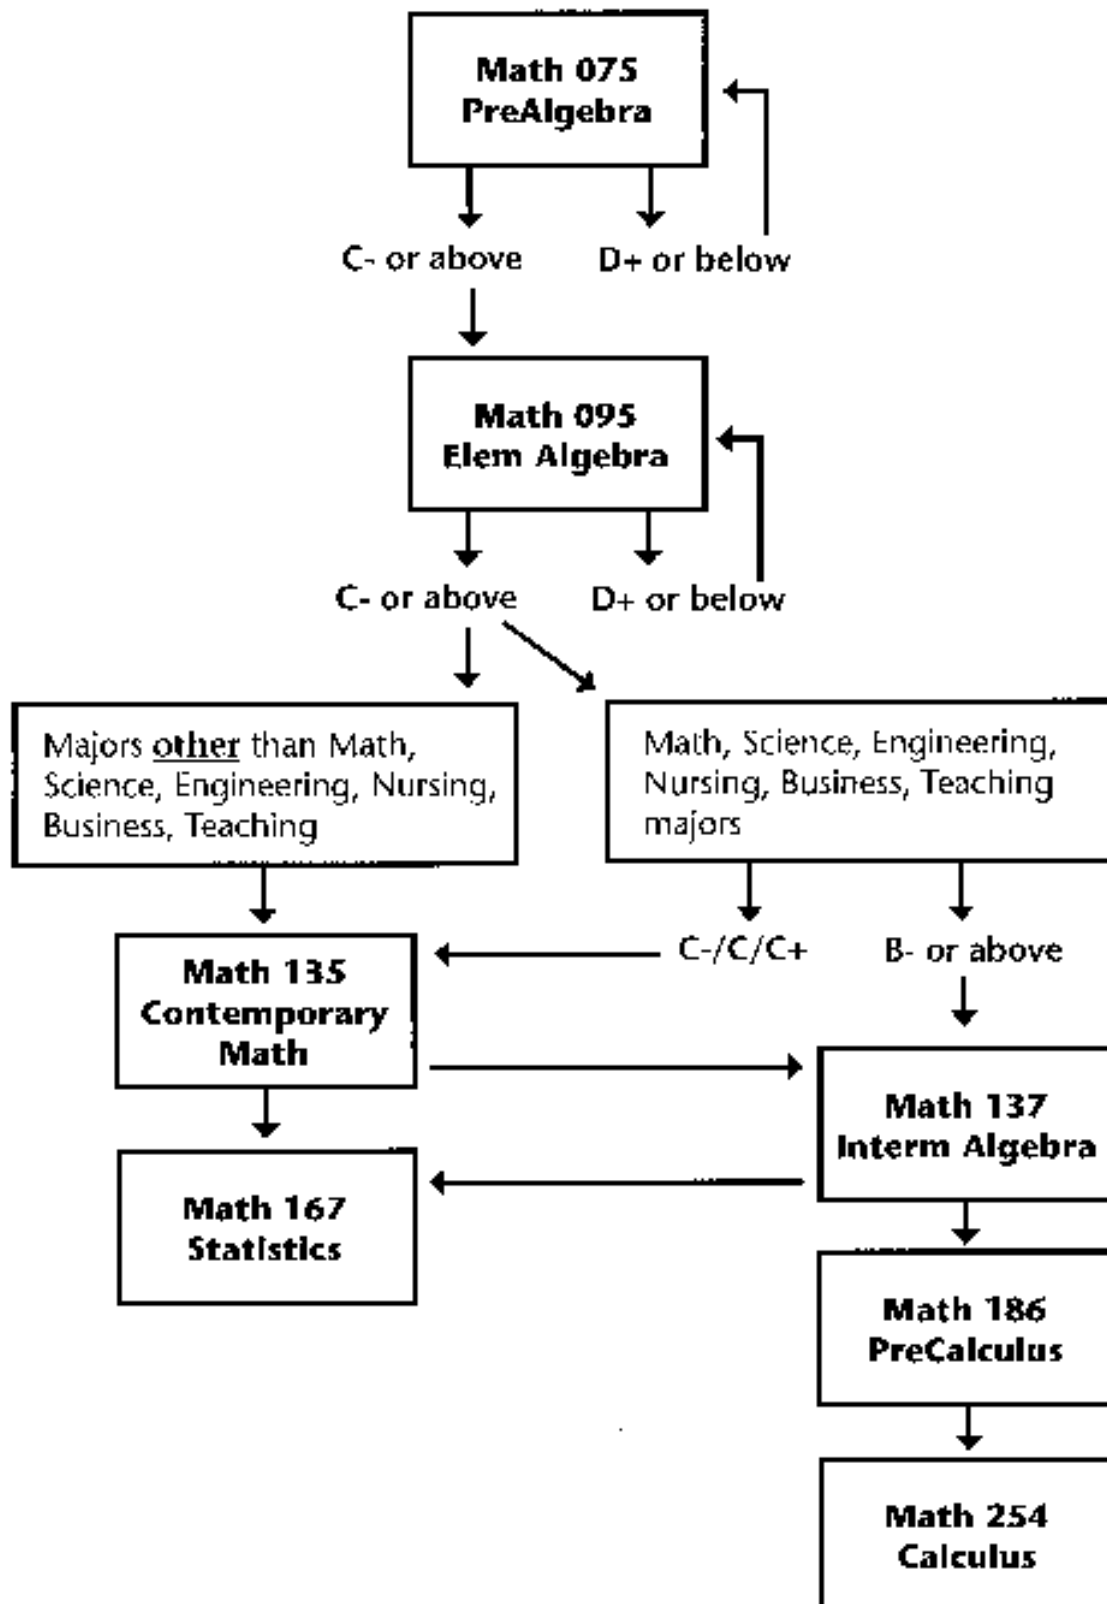 Math 075
PreAlgebra
C- or above
D+ or below
Math 095
Elem Algebra
C- or above
D+ or below
Majors other than Math,
Science, Engineering, Nursing,
Business, Teaching
Math, Science, Engineering,
Nursing, Business, Teaching
majors
C-/C/C+
B- or above
Math 135
Contemporary
Math
Math 137
Interm Algebra
Math 167
Statistics
Math 186
PreCalculus
Math 254
Calculus